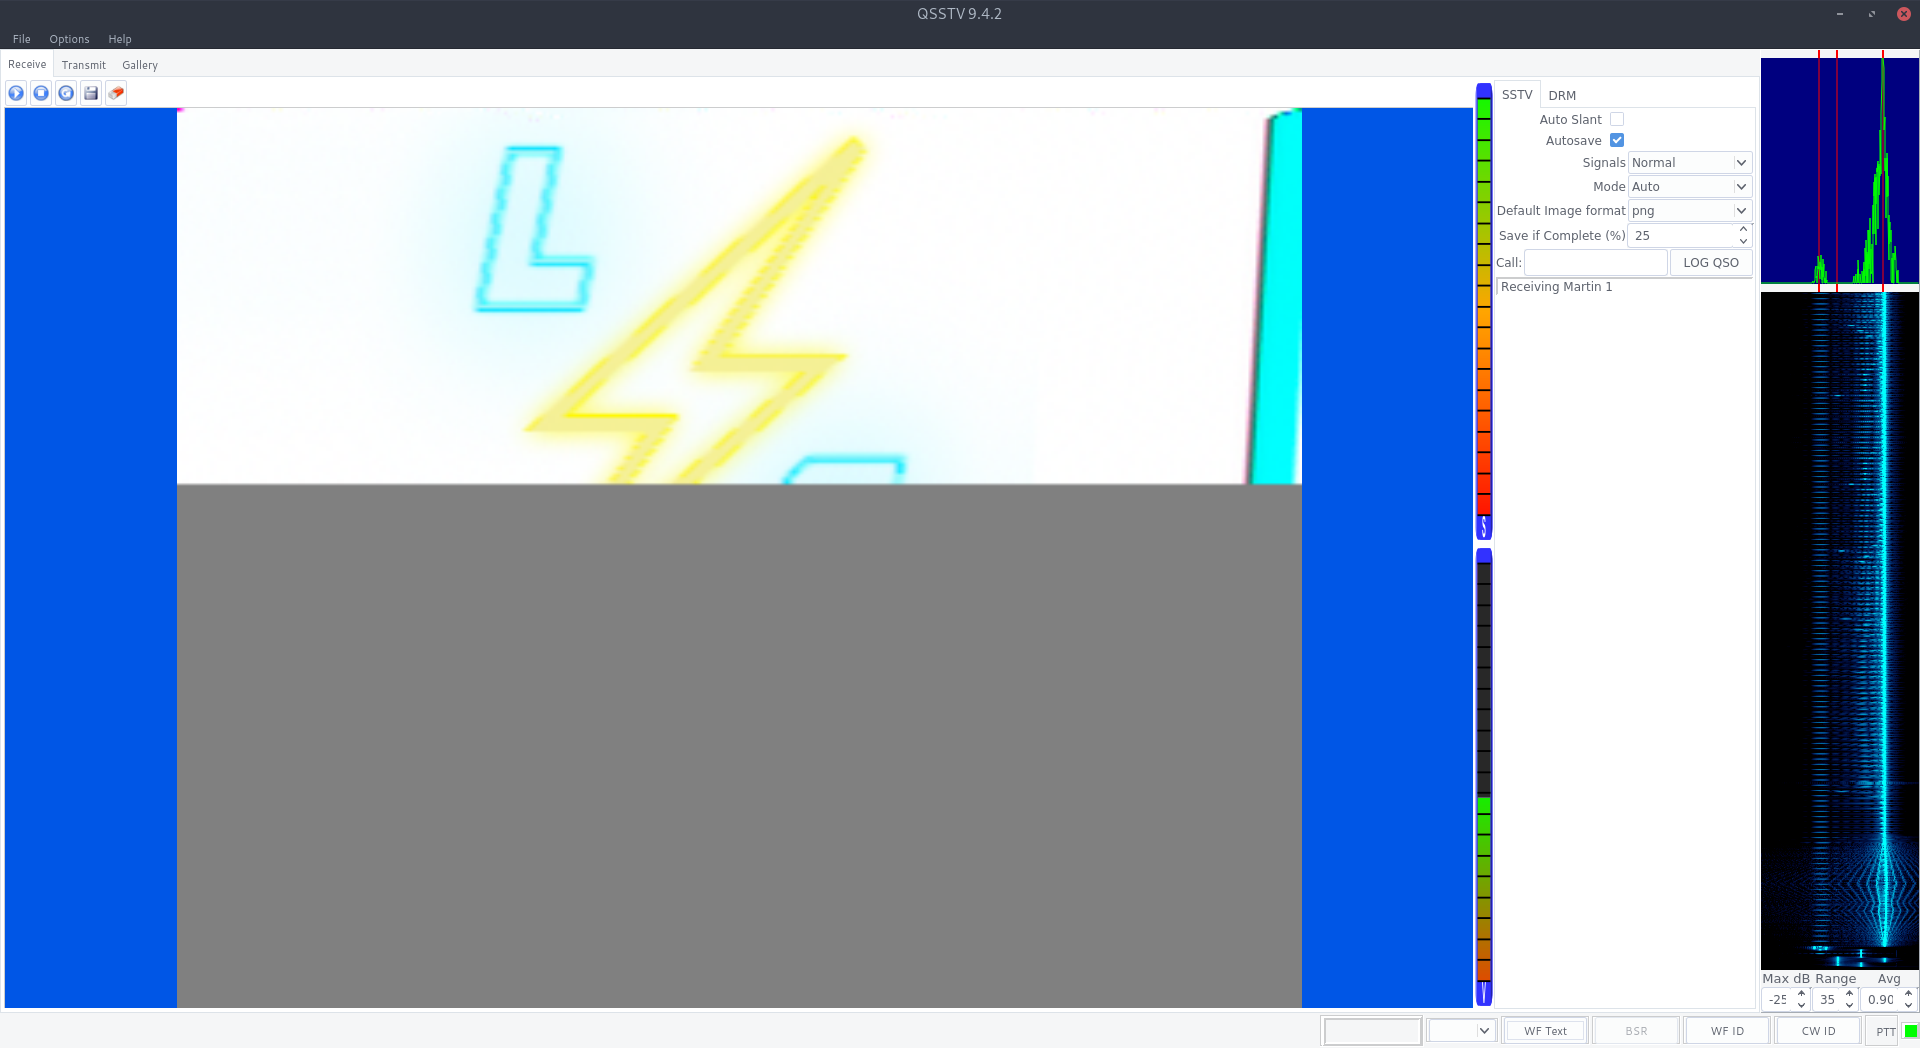 QSSTV 9.4.2
File Options Help
Receive Transmit Gallery
L
SSTV DRM
Auto Slant
Autosave
Signals Normal
Mode Auto
Default Image format png
Save if Complete (%) 25
Call: LOG QSO
Receiving Martin 1
S
V
Max dB Range Avg
-25 35 0.90
WF Text BSR WF ID CW ID PTT